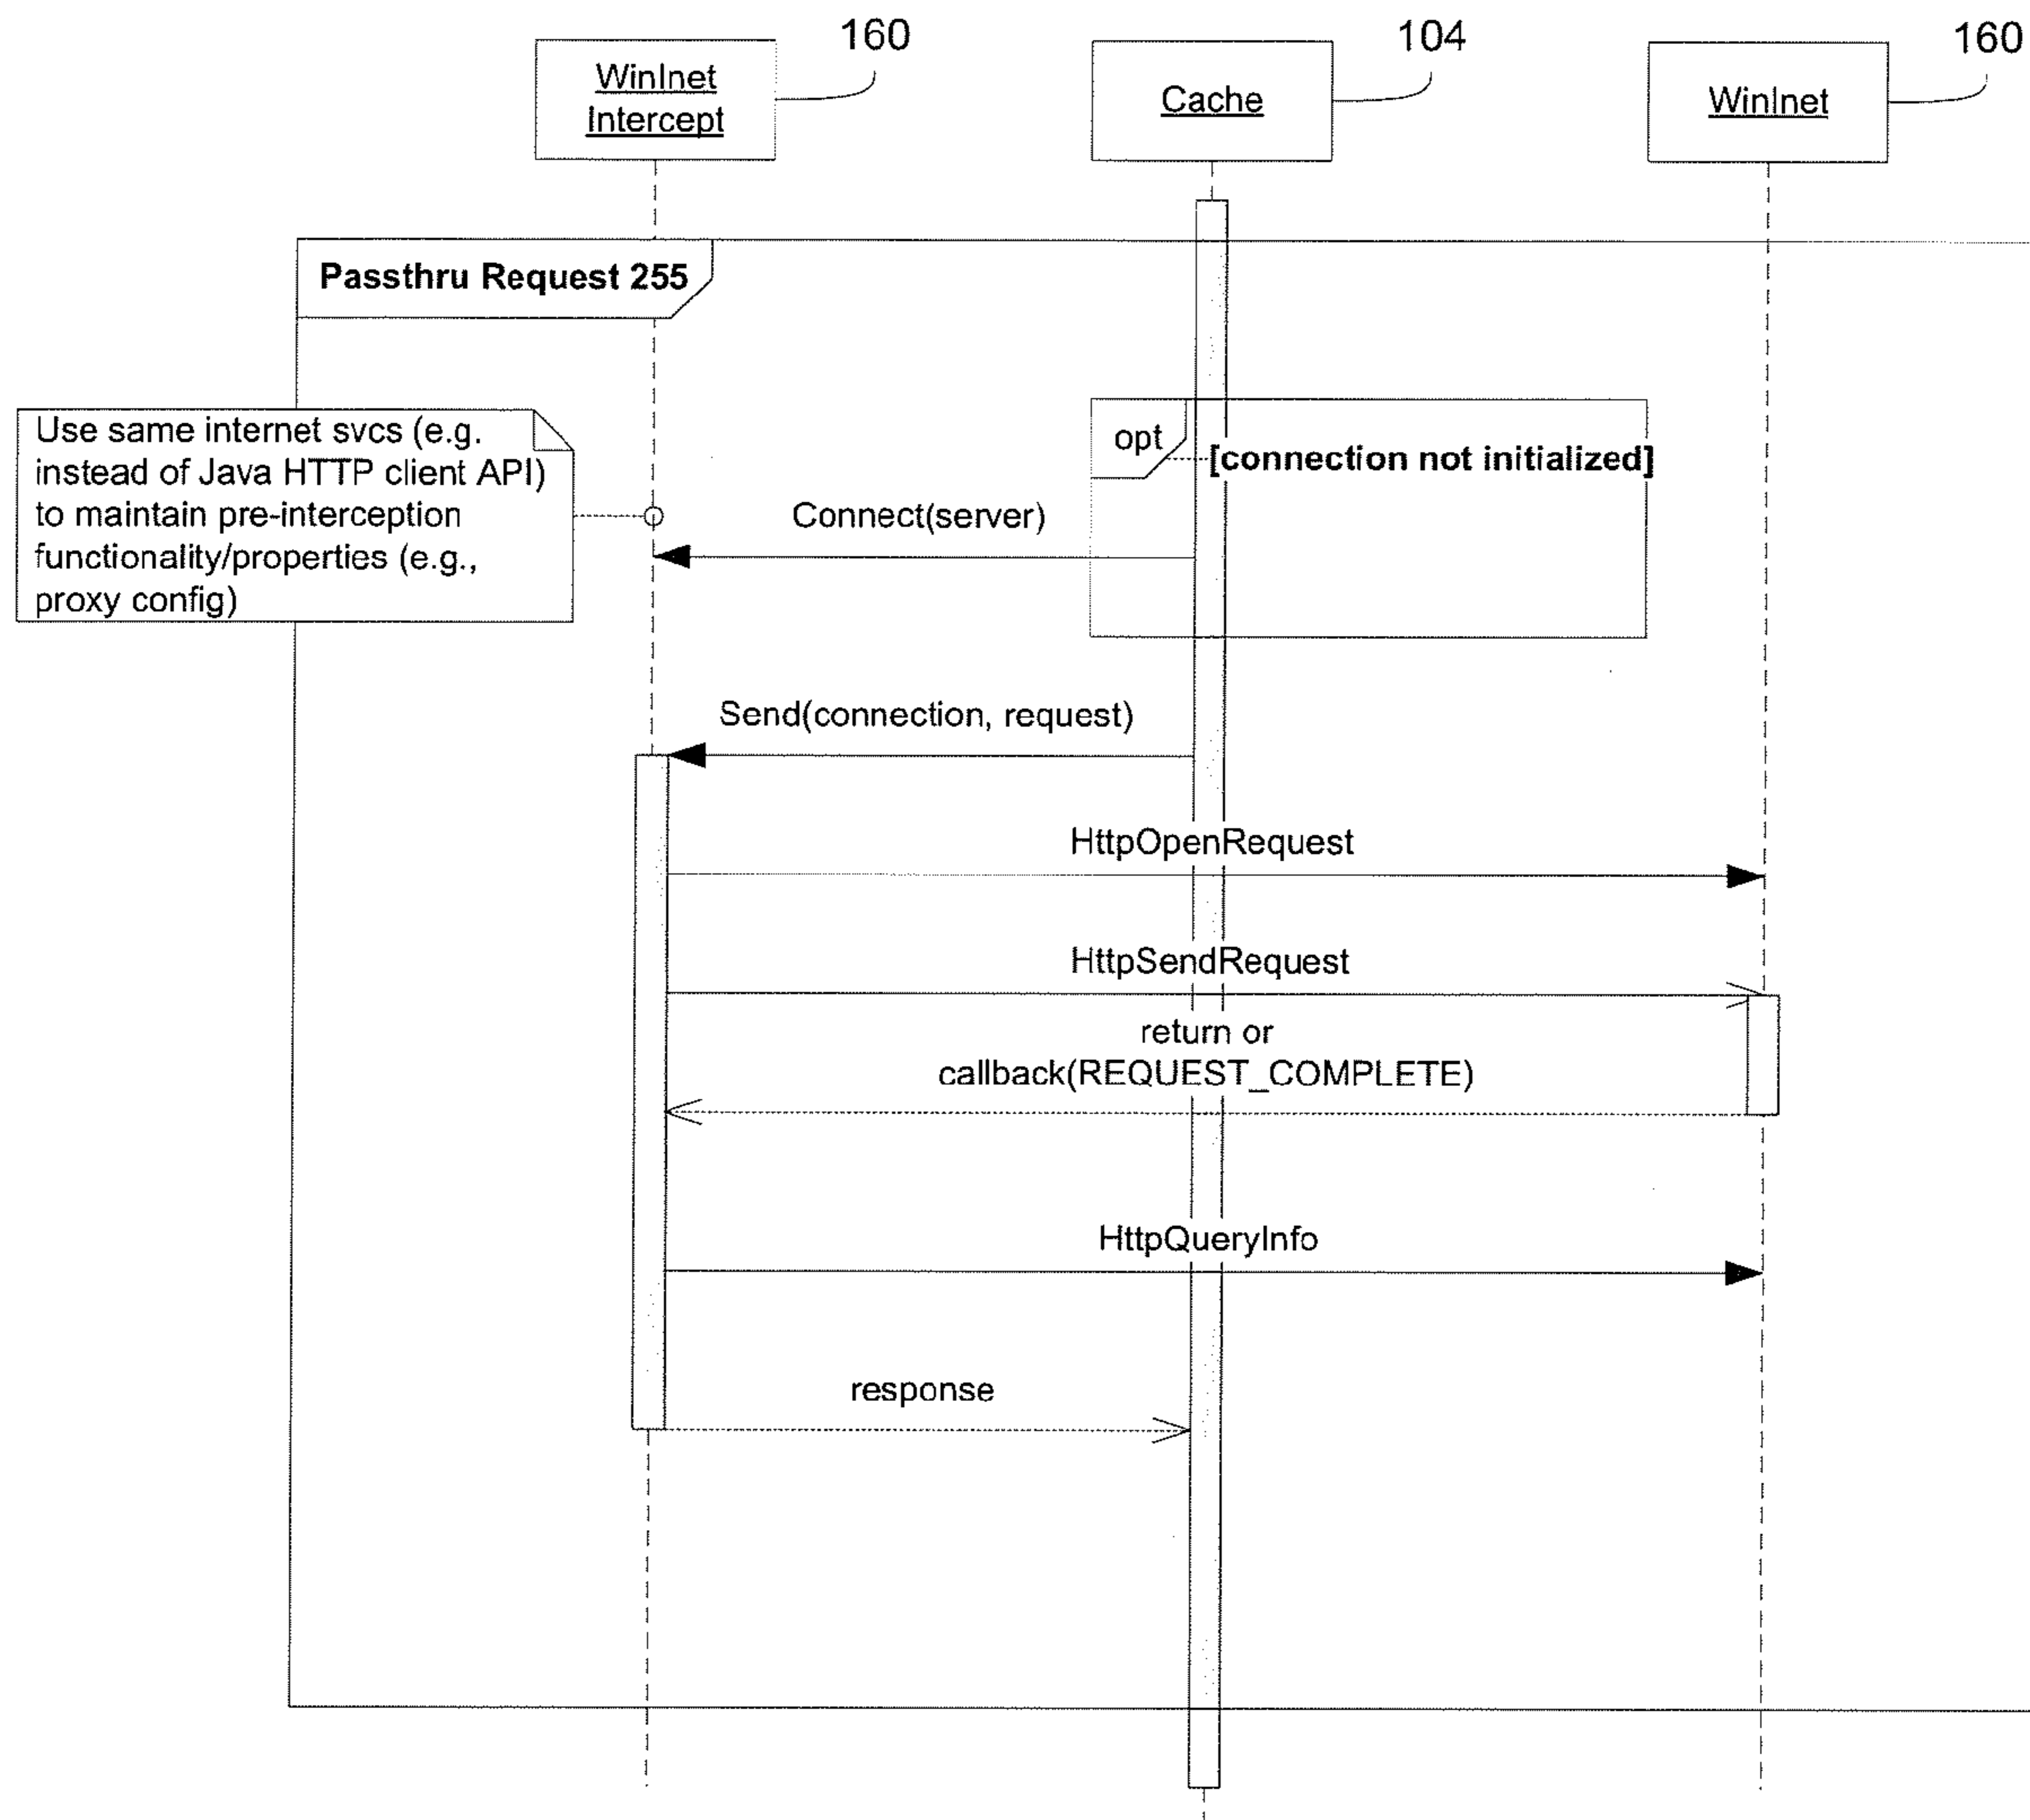 160
104
160
WinInet
Intercept
Cache
WinInet
Passthru Request 255
Use same internet svcs (e.g.
instead of Java HTTP client API)
to maintain pre-interception
functionality/properties (e.g.,
proxy config)
opt
[connection not initialized]
Connect(server)
Send(connection, request)
HttpOpenRequest
HttpSendRequest
return or
callback(REQUEST_COMPLETE)
HttpQueryInfo
response